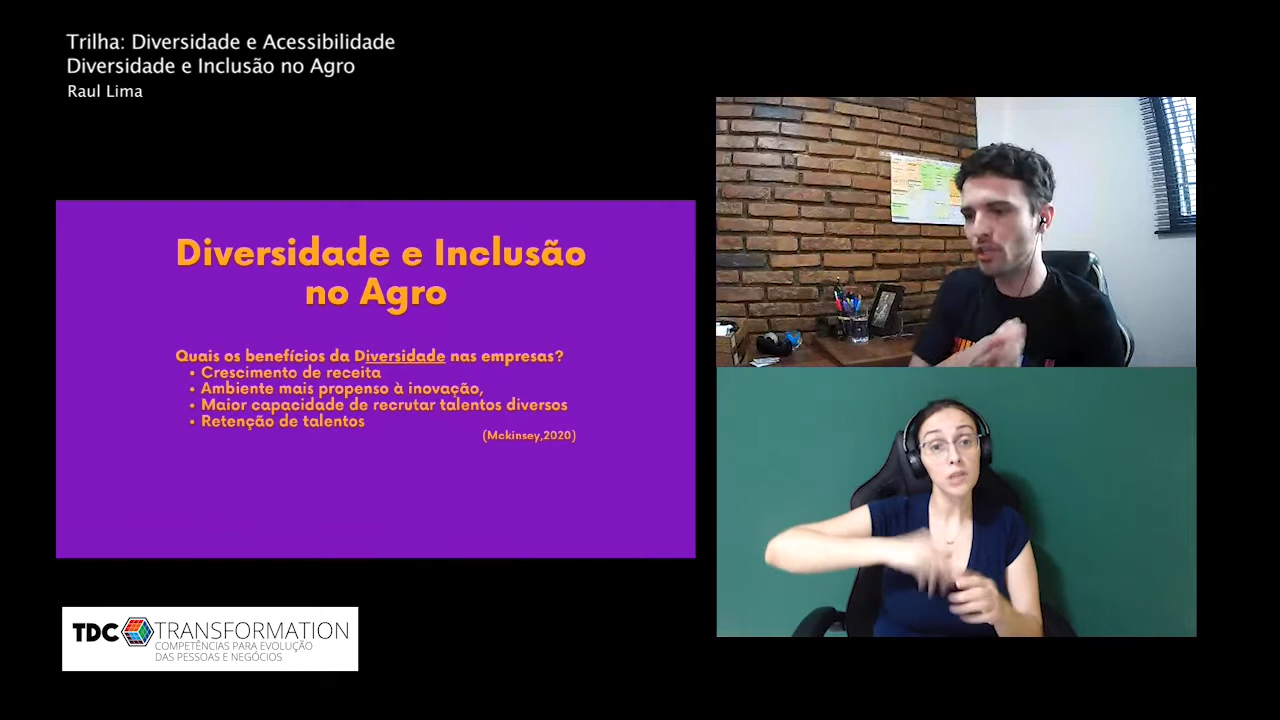 Trilha: Diversidade e Acessibilidade
Diversidade e Inclusão no Agro
Raul Lima
Diversidade e Inclusão
no Agro
Quais os benefícios da Diversidade nas empresas?
• Crescimento de receita
• Ambiente mais propenso à inovação,
• Maior capacidade de recrutar talentos diversos
• Retenção de talentos
(Mckinsey,2020)
TDC TRANSFORMATION
COMPETÊNCIAS PARA EVOLUÇÃO
DAS PESSOAS E NEGÓCIOS